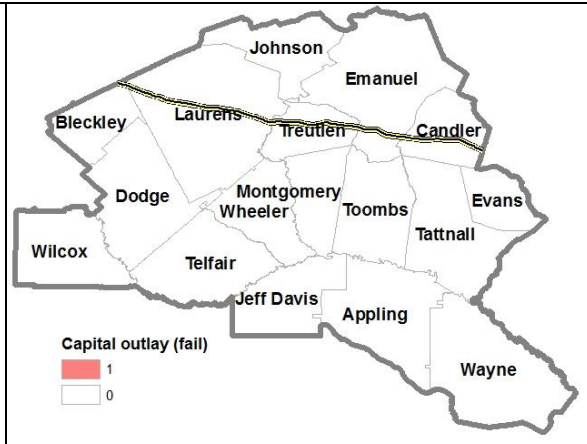 Johnson
Emanuel
Bleckley
Laurens
Treutlen
Candler
Dodge
Montgomery
Wheeler
Toombs
Evans
Tattnall
Wilcox
Telfair
Jeff Davis
Appling
Wayne
Capital outlay (fail)
1
0